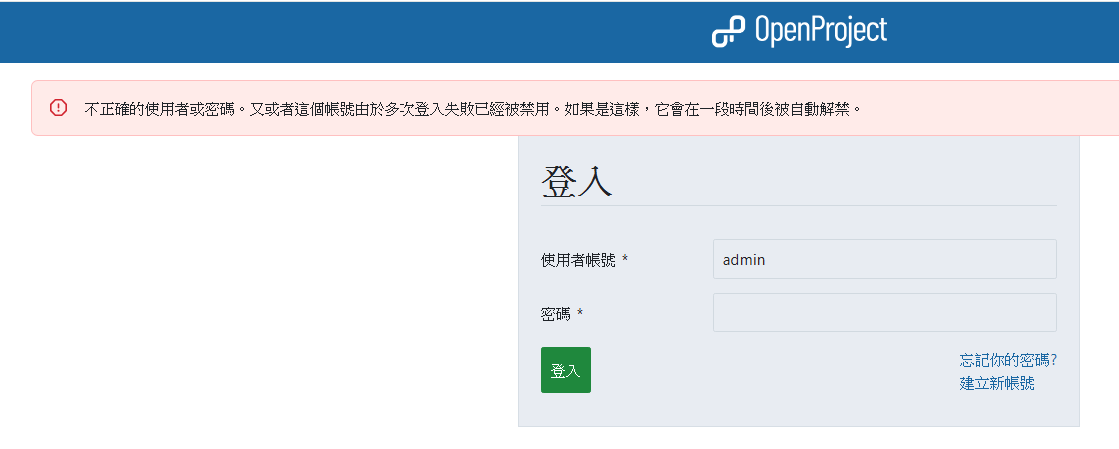 OpenProject
不正確的使用者或密碼。又或者這個帳號由於多次登入失敗已經被禁用。如果是這樣，它會在一段時間後被自動解禁。
登入
使用者帳號 *
admin
密碼 *
登入
忘記你的密碼?
建立新帳號